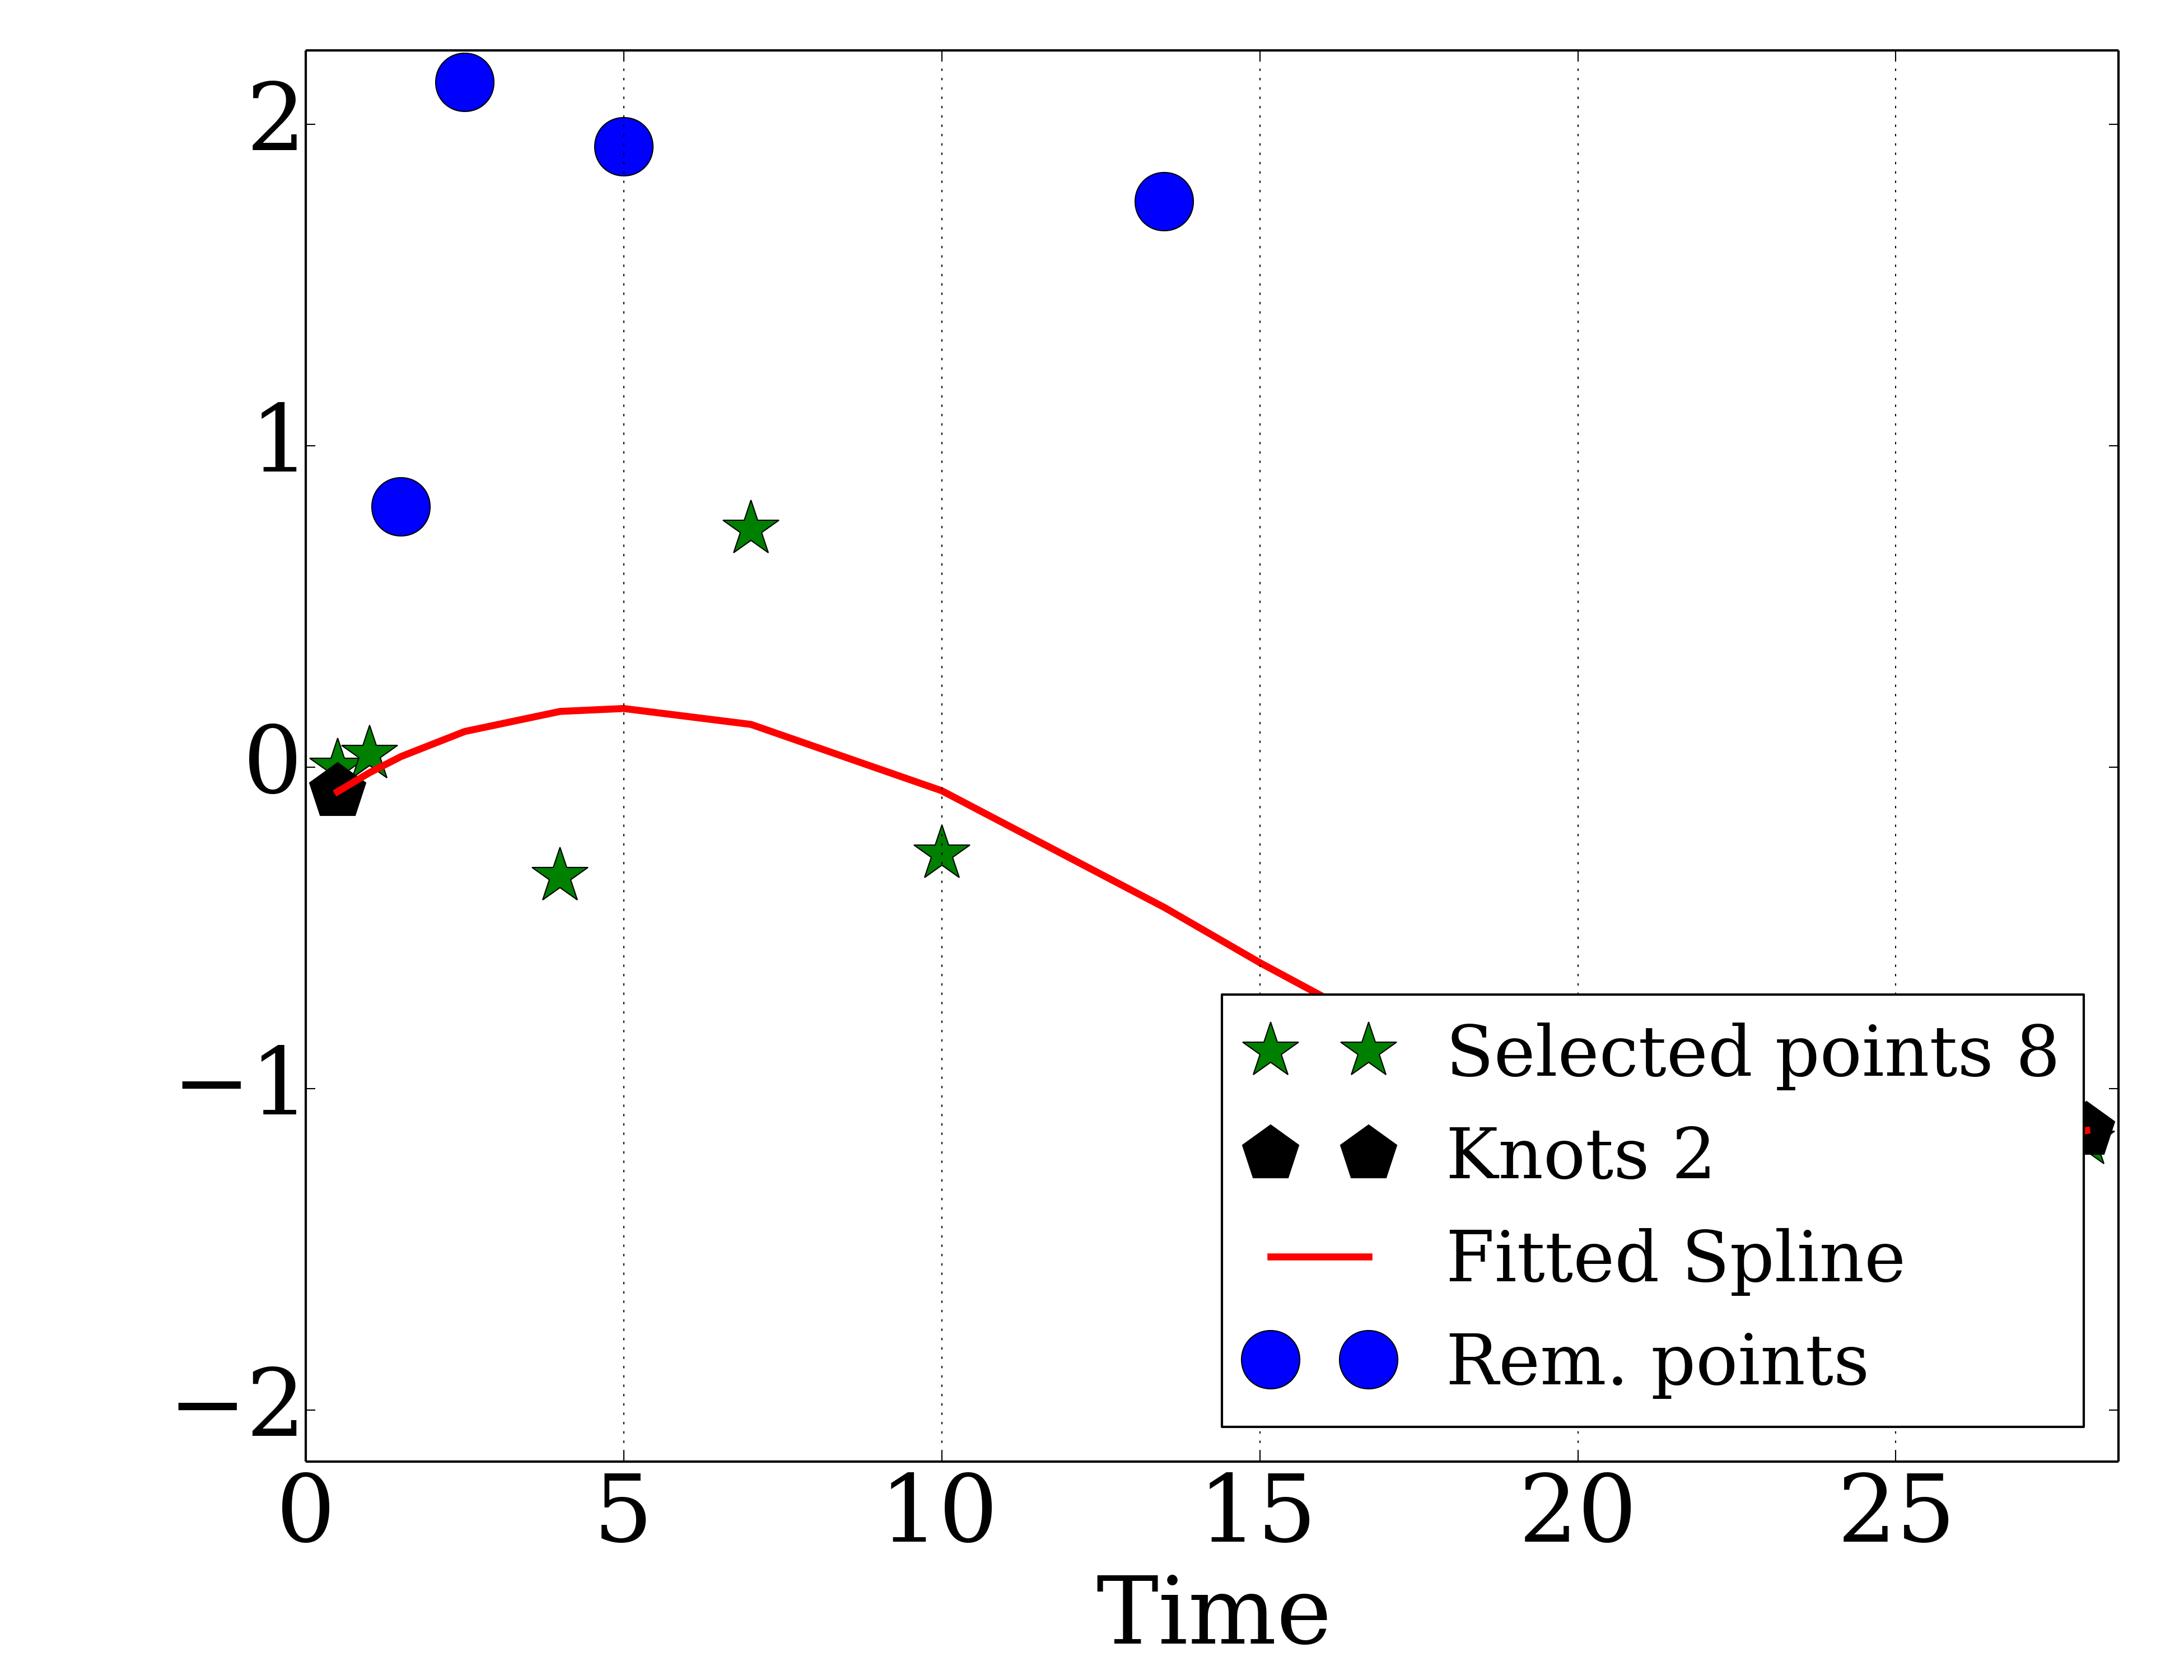 2
1
0
−1
−2
Selected points 8
Knots 2
Fitted Spline
Rem. points
0 5 10 15 20 25
Time